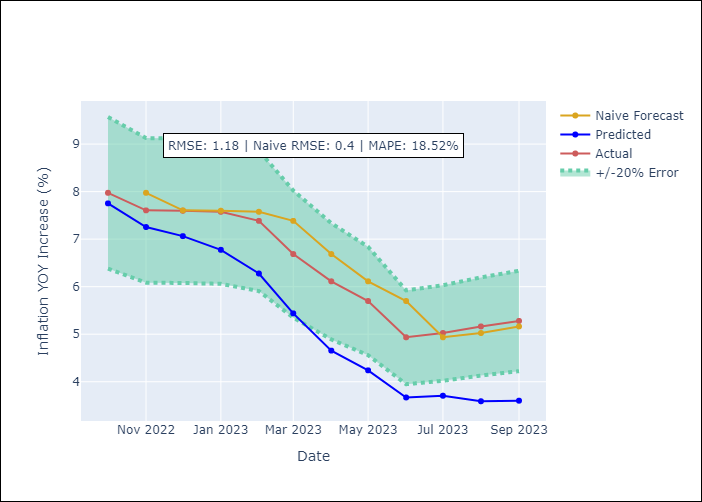 RMSE: 1.18 | Naive RMSE: 0.4 | MAPE: 18.52%
Naive Forecast
Predicted
Actual
+/-20% Error
9
8
7
6
5
4
Inflation YOY Increase (%)
Nov 2022
Jan 2023
Mar 2023
May 2023
Jul 2023
Sep 2023
Date